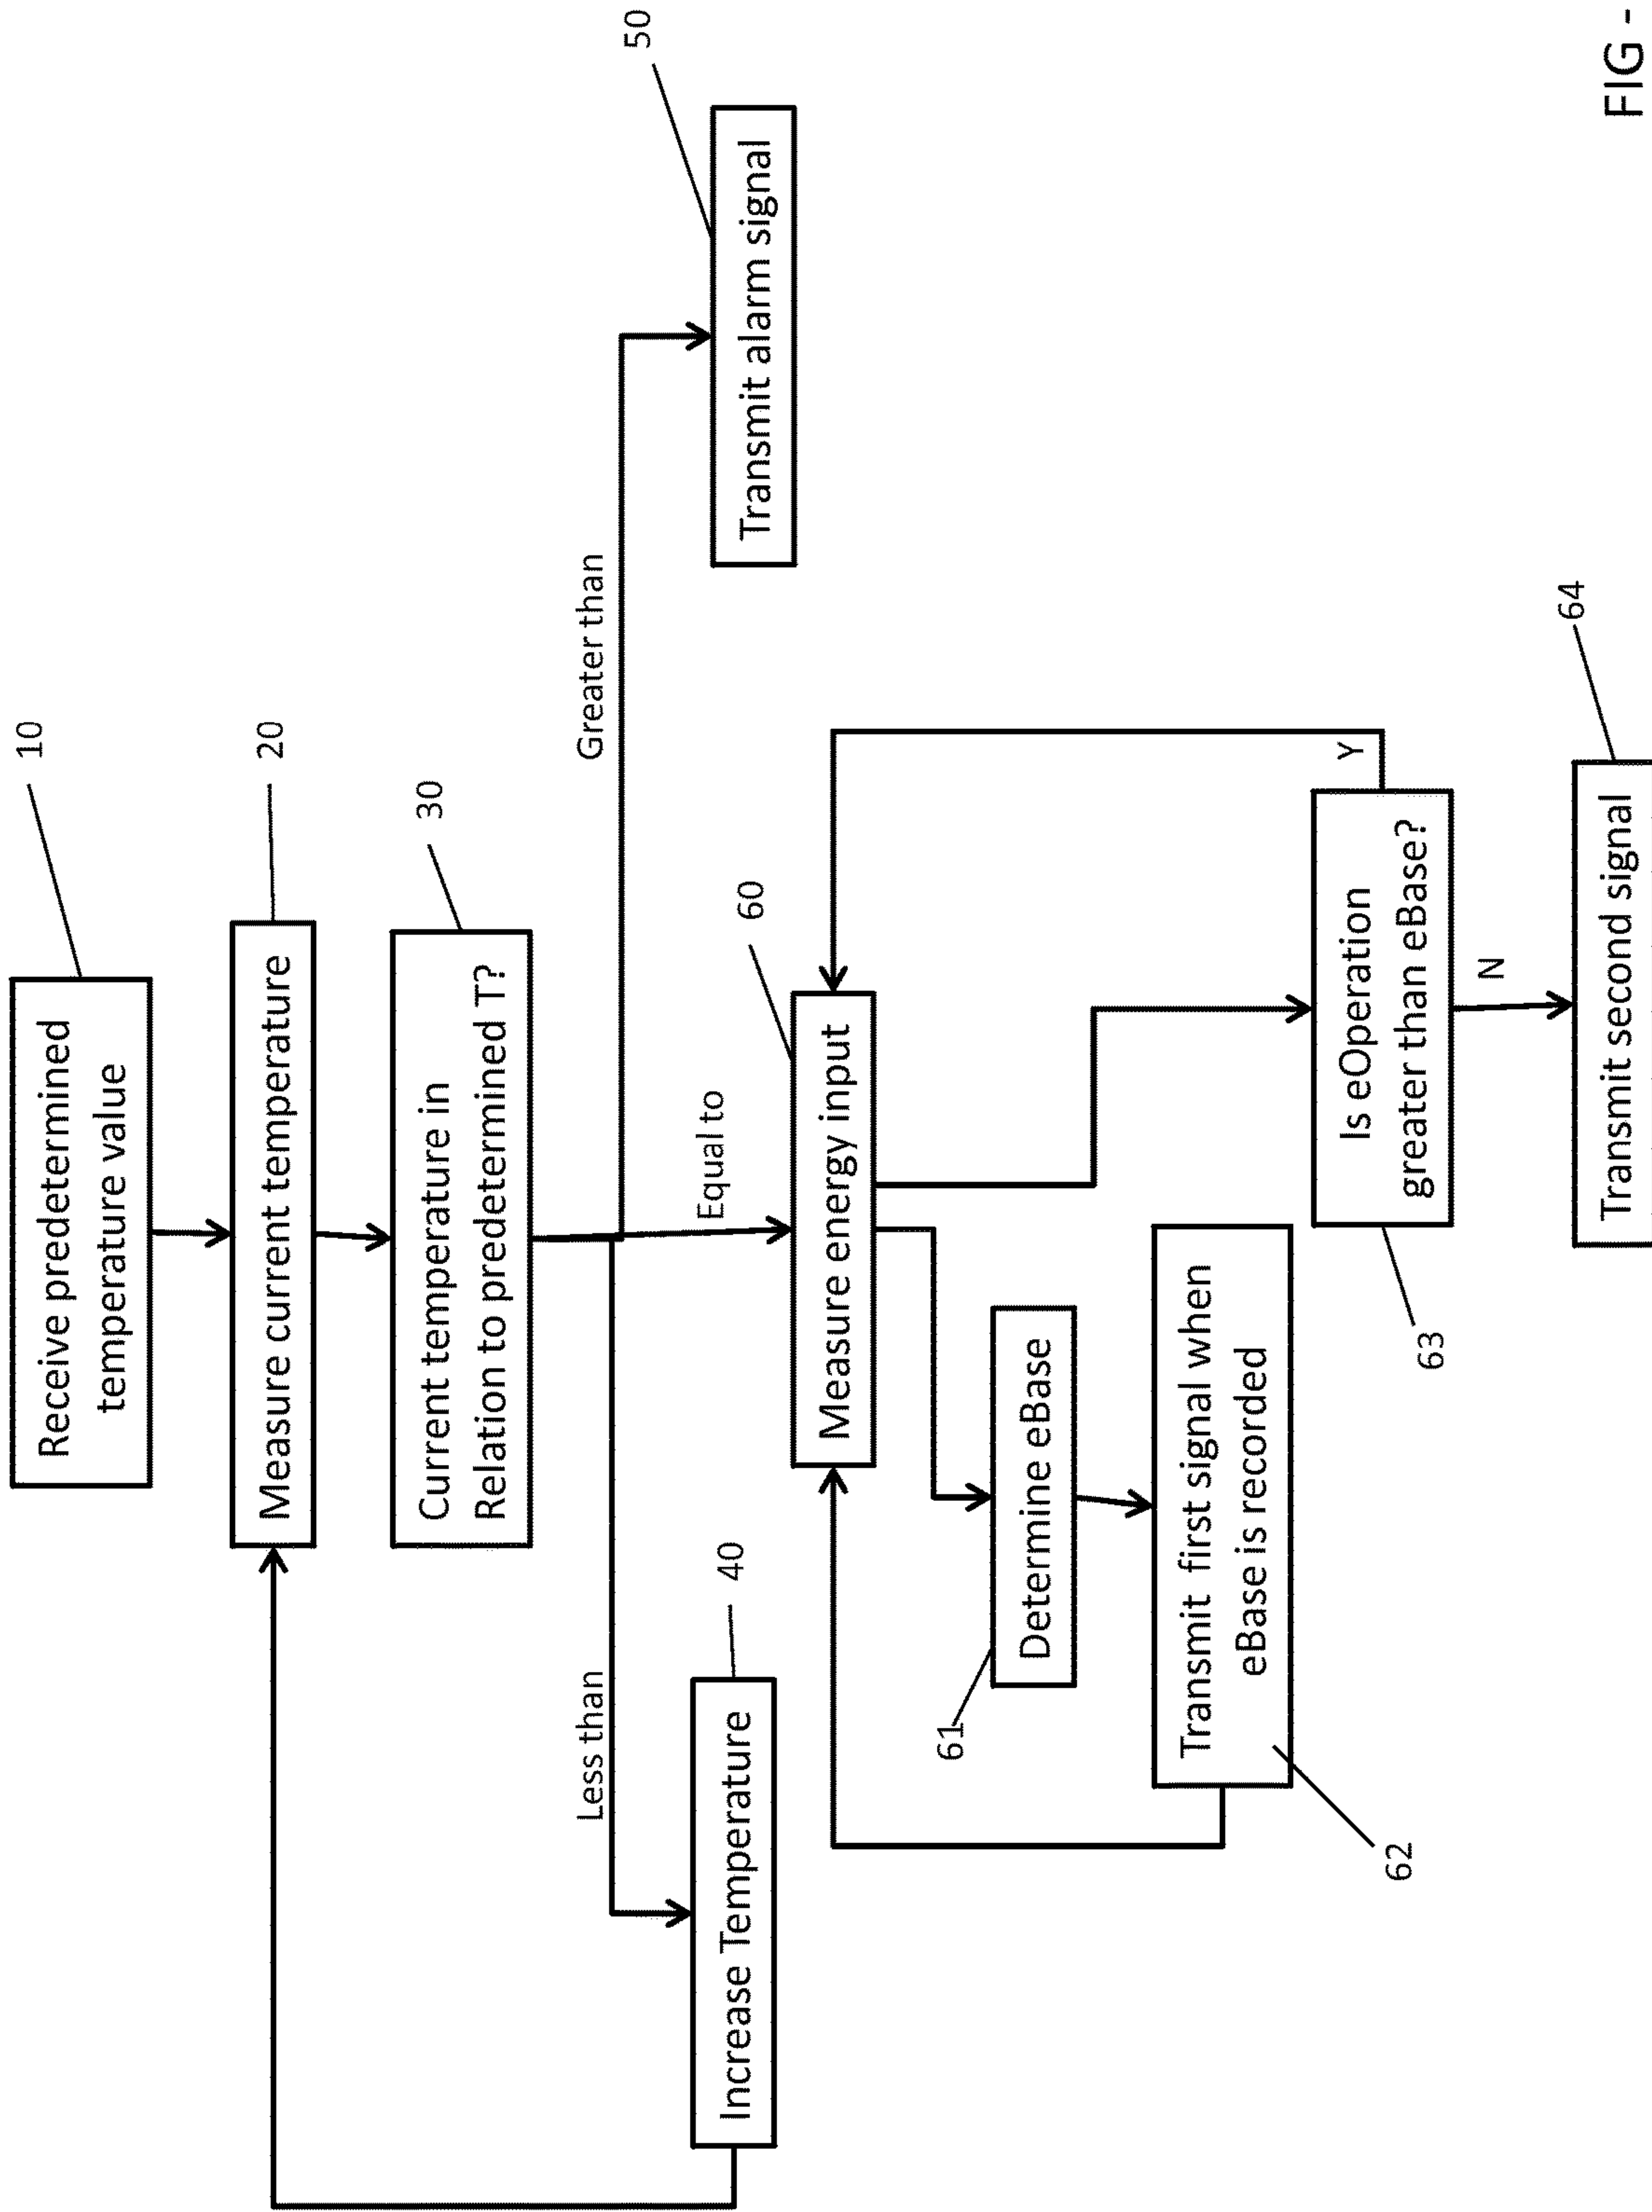 Receive predetermined
temperature value
10
Measure current temperature
20
Current temperature in
Relation to predetermined T?
30
Less than
Greater than
Increase Temperature
40
Equal to
Transmit alarm signal
50
Measure energy input
60
Determine eBase
61
Transmit first signal when
eBase is recorded
62
Is eOperation
greater than eBase?
63
Y
N
Transmit second signal
64
FIG -